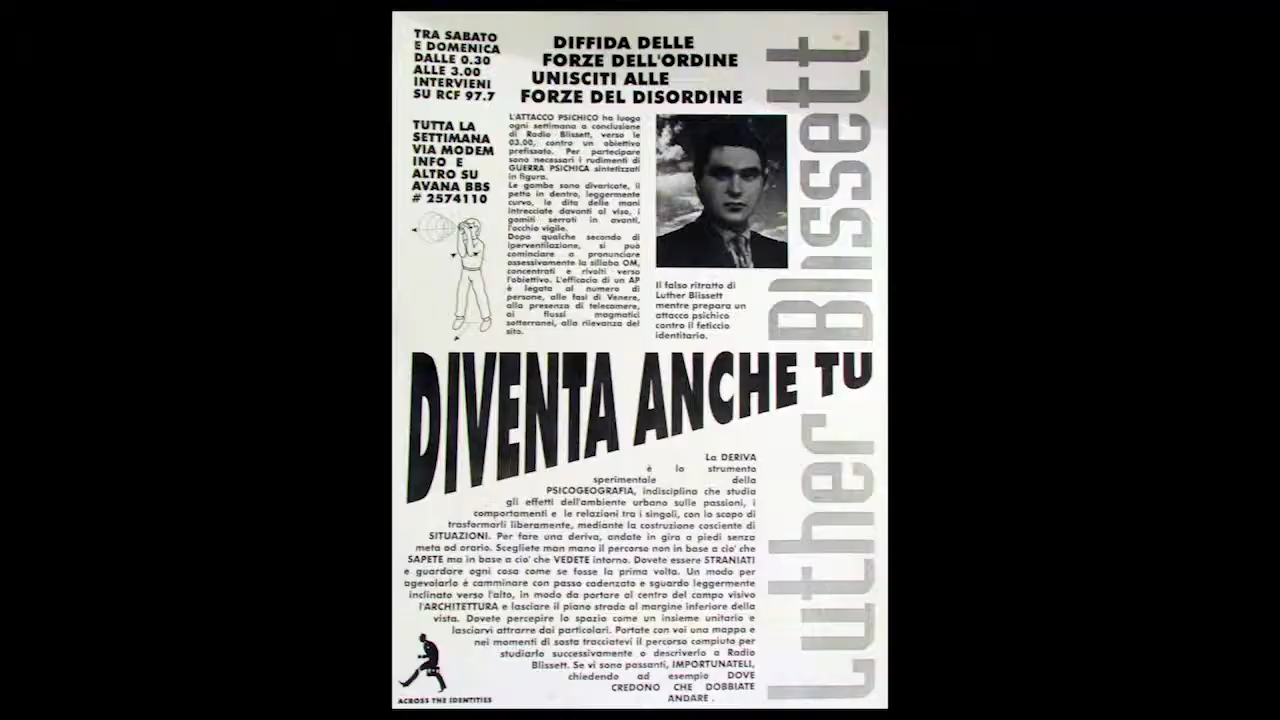 TRA SABATO
E DOMENICA
DALLE 0.30
ALLE 3.00
INTERVIENI
SU RCF 97.7
TUTTA LA
SETTIMANA
VIA MODEM
INFO E
ALTRO SU
AVANA BBS
# 2574110
DIFFIDA DELLE
FORZE DELL'ORDINE
UNISCITI ALLE
FORZE DEL DISORDINE
L'ATTACCO PSICHICO ha luogo
ogni settimana a conclusione
di Radio Blissett, verso le
03.00, contro un obiettivo
prefissato. Per partecipare
sono necessari i rudimenti di
GUERRA PSICHICA sintetizzati
in figura.
Le gambe sono divaricate, il
petto in dentro, leggermente
curvo, le dita delle mani
intrecciate davanti al viso, i
gomiti serrati in avanti,
l'occhio vigile.
Dopo qualche secondo di
iperventilazione, si può
cominciare a pronunciare
ossessivamente la sillaba OM,
concentrati e rivolti verso
l'obiettivo. L'efficacia di un AP
è legata al numero di
persone, alle fasi di Venere,
alla presenza di telecamere,
ai flussi magmatici
sotterranei, alla rilevanza del
sito.
Il falso ritratto di
Luther Blissett
mentre prepara un
attacco psichico
contro il feticcio
identitario.
Luther Blissett
DIVENTA ANCHE TU
La DERIVA
è lo strumento
sperimentale della
PSICOGEOGRAFIA, indisciplina che studia
gli effetti dell'ambiente urbano sulle passioni, i
comportamenti e le relazioni tra i singoli, con lo scopo di
trasformarli liberamente, mediante la costruzione cosciente di
SITUAZIONI. Per fare una deriva, andate in giro a piedi senza
meta od orario. Scegliete man mano il percorso non in base a cio' che
SAPETE ma in base a cio' che VEDETE intorno. Dovete essere STRANIATI
e guardare ogni cosa come se fosse la prima volta. Un modo per
agevolarlo è camminare con passo cadenzato e sguardo leggermente
inclinato verso l'alto, in modo da portare al centro del campo visivo
l'ARCHITETTURA e lasciare il piano strada al margine inferiore della
vista. Dovete percepire lo spazio come un insieme unitario e
lasciarvi attrarre dai particolari. Portate con voi una mappa e
nei momenti di sosta tracciatevi il percorso compiuto per
studiarlo successivamente o descriverlo a Radio
Blissett. Se vi sono passanti, IMPORTUNATELI,
chiedendo ad esempio DOVE
CREDONO CHE DOBBIATE
ANDARE .
ACROSS THE IDENTITIES